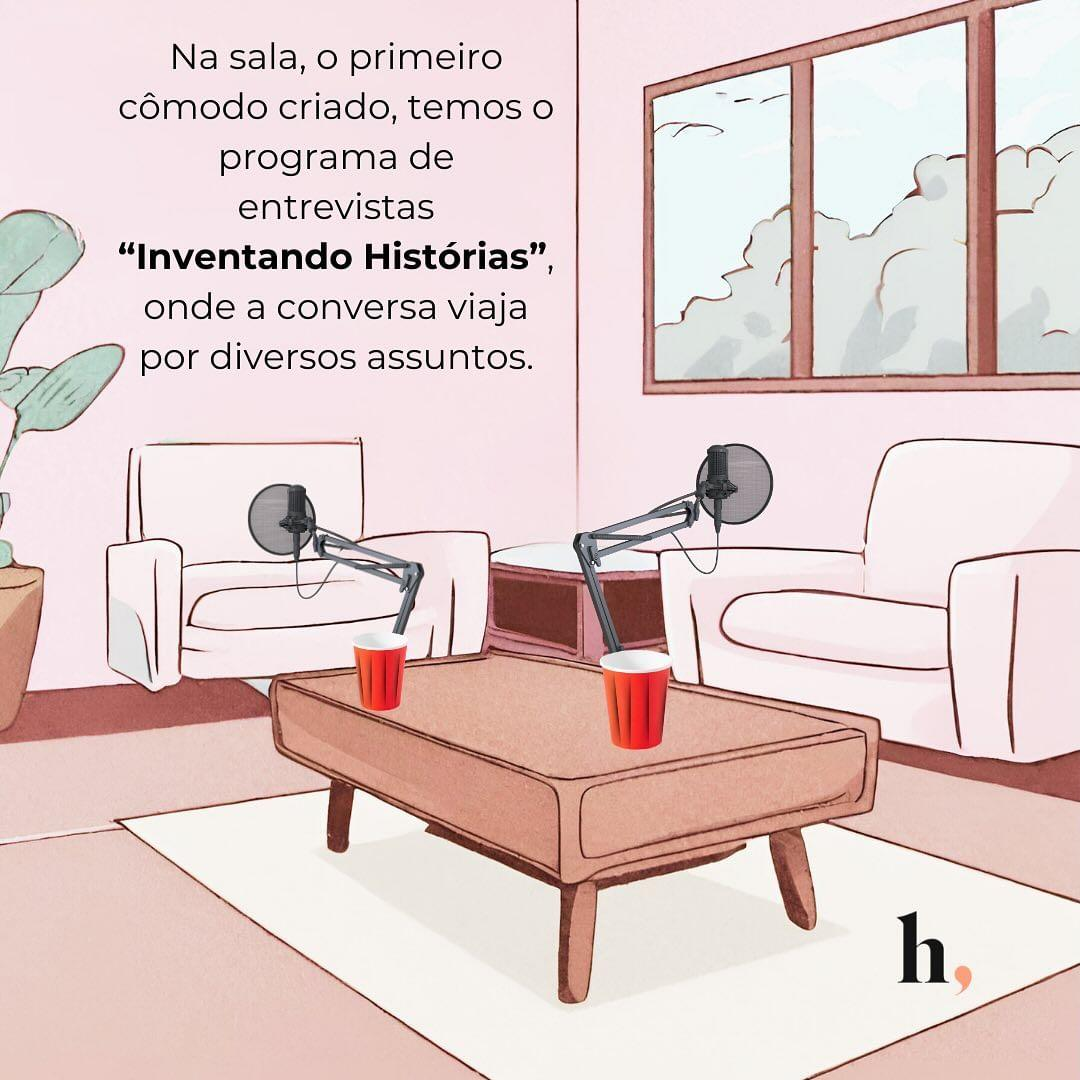 Na sala, o primeiro
cômodo criado, temos o
programa de
entrevistas
“Inventando Histórias”,
onde a conversa viaja
por diversos assuntos.
h,